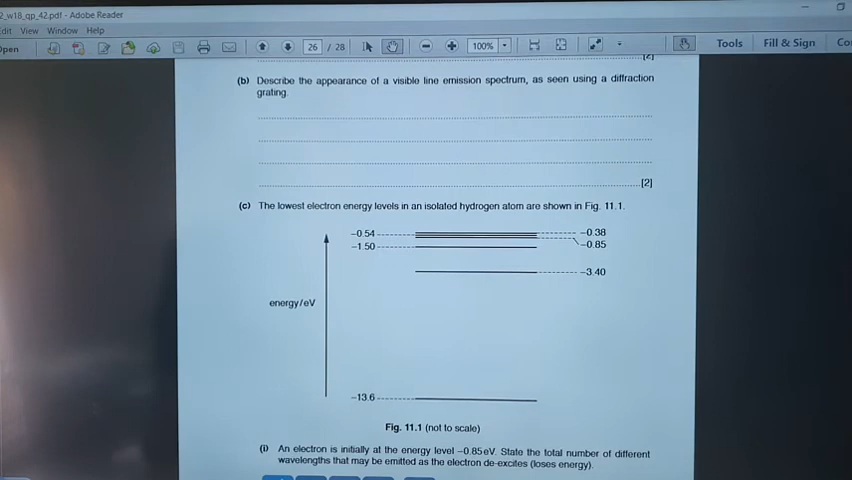 2_w18_qp_42.pdf - Adobe Reader
Edit View Window Help
Open 26 / 28 100% Tools Fill & Sign
[2]
(b) Describe the appearance of a visible line emission spectrum, as seen using a diffraction
grating.
[2]
(c) The lowest electron energy levels in an isolated hydrogen atom are shown in Fig. 11.1.
−0.54 −0.38
−1.50 −0.85
−3.40
energy/eV
−13.6
Fig. 11.1 (not to scale)
(i) An electron is initially at the energy level −0.85eV. State the total number of different
wavelengths that may be emitted as the electron de-excites (loses energy).